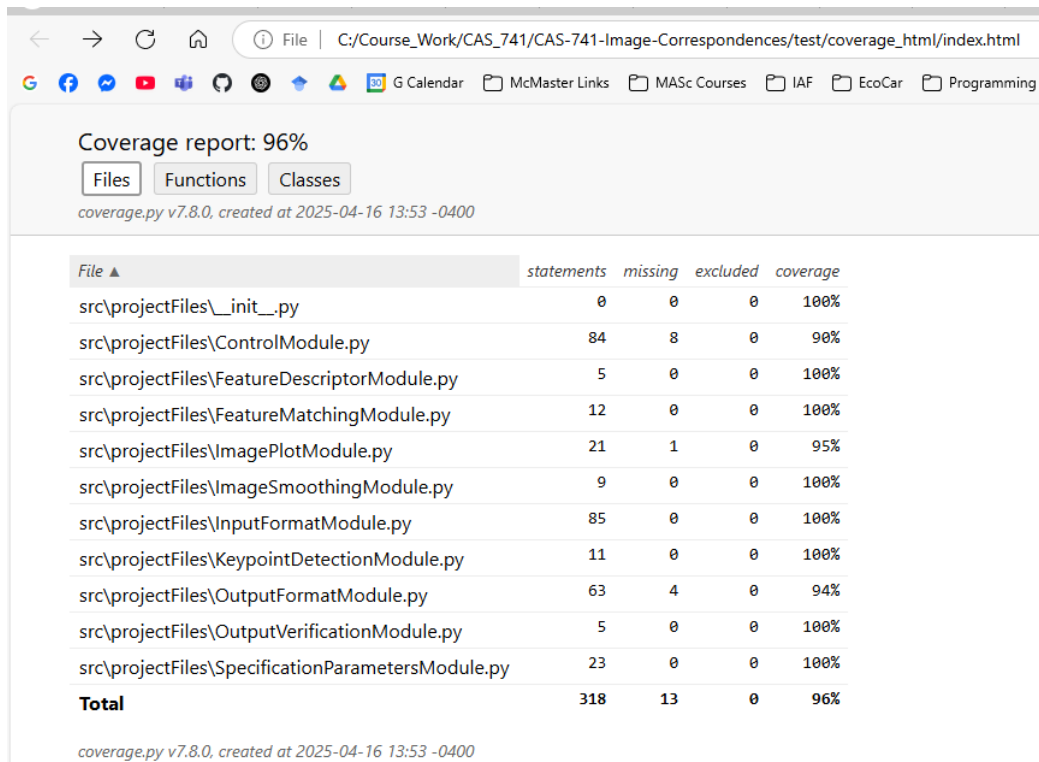 File | C:/Course_Work/CAS_741/CAS-741-Image-Correspondences/test/coverage_html/index.html
G 30 G Calendar McMaster Links MASc Courses IAF EcoCar Programming
Coverage report: 96%
Files Functions Classes
coverage.py v7.8.0, created at 2025-04-16 13:53 -0400
File ▲ statements missing excluded coverage
src\projectFiles\__init__.py 0 0 0 100%
src\projectFiles\ControlModule.py 84 8 0 90%
src\projectFiles\FeatureDescriptorModule.py 5 0 0 100%
src\projectFiles\FeatureMatchingModule.py 12 0 0 100%
src\projectFiles\ImagePlotModule.py 21 1 0 95%
src\projectFiles\ImageSmoothingModule.py 9 0 0 100%
src\projectFiles\InputFormatModule.py 85 0 0 100%
src\projectFiles\KeypointDetectionModule.py 11 0 0 100%
src\projectFiles\OutputFormatModule.py 63 4 0 94%
src\projectFiles\OutputVerificationModule.py 5 0 0 100%
src\projectFiles\SpecificationParametersModule.py 23 0 0 100%
Total 318 13 0 96%
coverage.py v7.8.0, created at 2025-04-16 13:53 -0400